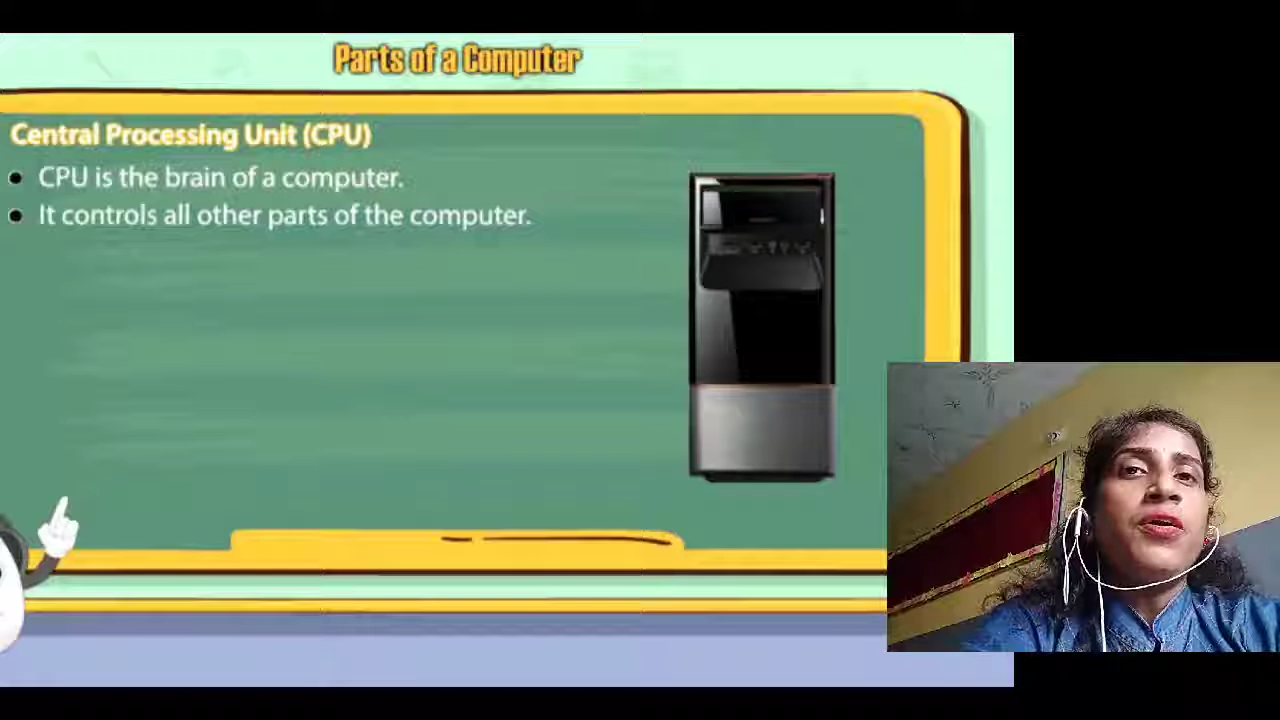 Parts of a Computer
Central Processing Unit (CPU)
CPU is the brain of a computer.
It controls all other parts of the computer.